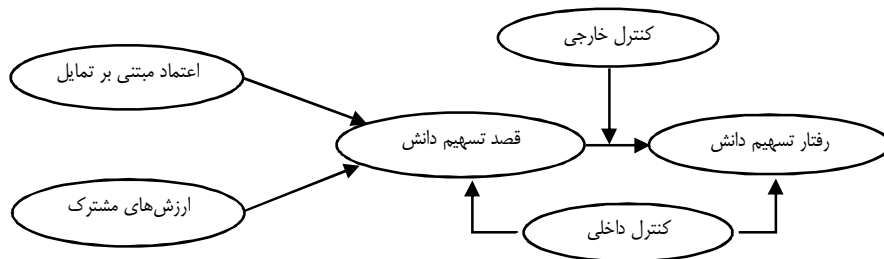 کنترل خارجی
اعتماد مبتنی بر تمایل
قصد تسهیم دانش
رفتار تسهیم دانش
ارزش‌های مشترک
کنترل داخلی